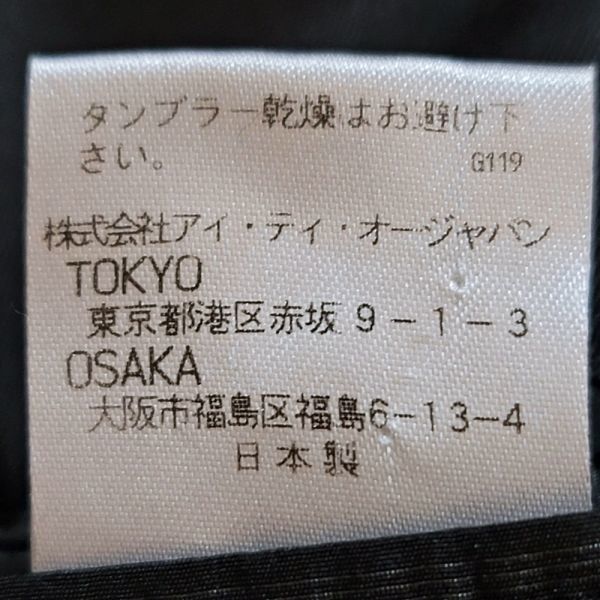 タンブラー乾燥はお避け下
さい。 G119
株式会社アイ・ティ・オージャパン
TOKYO
東京都港区赤坂 9-1-3
OSAKA
大阪市福島区福島6-13-4
日本製